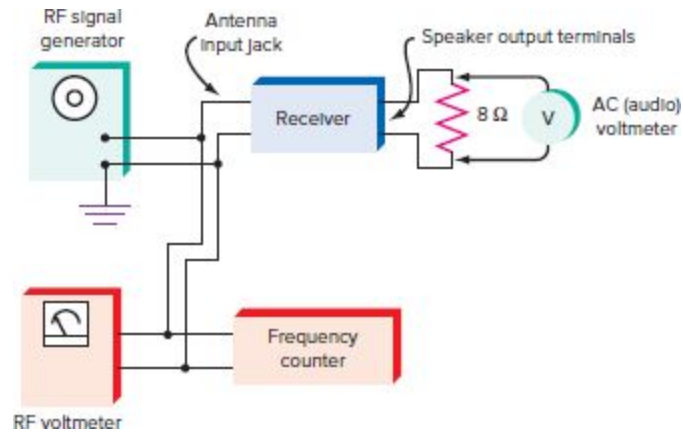 RF signal
generator
Antenna
input jack
Speaker output terminals
Receiver
8 Ω
V
AC (audio)
voltmeter
Frequency
counter
RF voltmeter